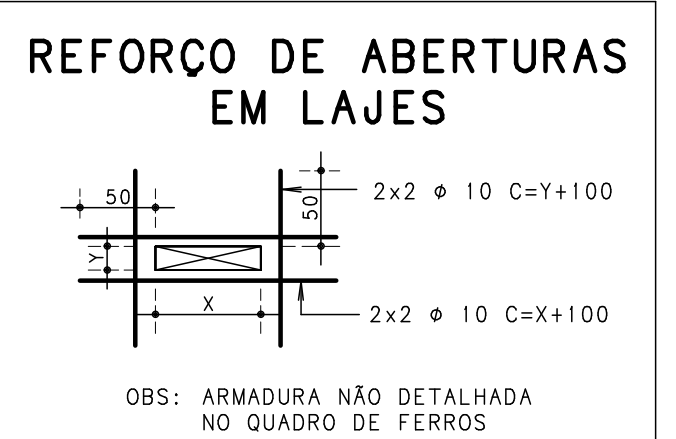 REFORÇO DE ABERTURAS
EM LAJES
50
50
2x2 ϕ 10 C=Y+100
Y
X
2x2 ϕ 10 C=X+100
OBS: ARMADURA NÃO DETALHADA
NO QUADRO DE FERROS